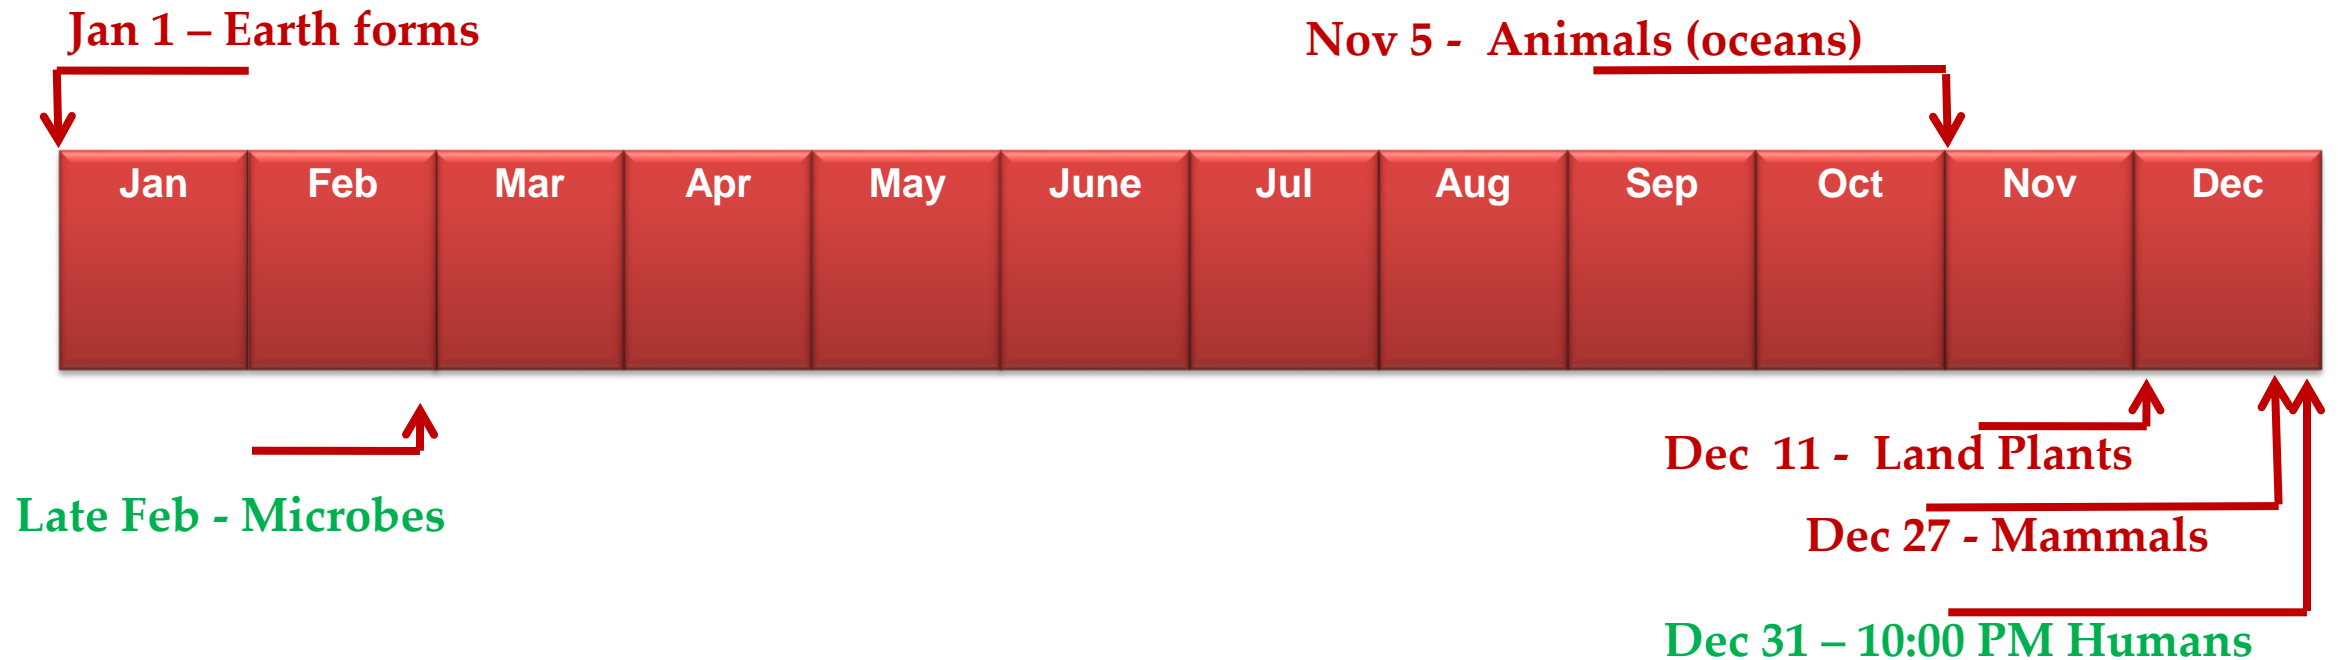 Jan 1 – Earth forms
Nov 5 - Animals (oceans)
Jan Feb Mar Apr May June Jul Aug Sep Oct Nov Dec
Dec 11 - Land Plants
Late Feb - Microbes
Dec 27 - Mammals
Dec 31 – 10:00 PM Humans